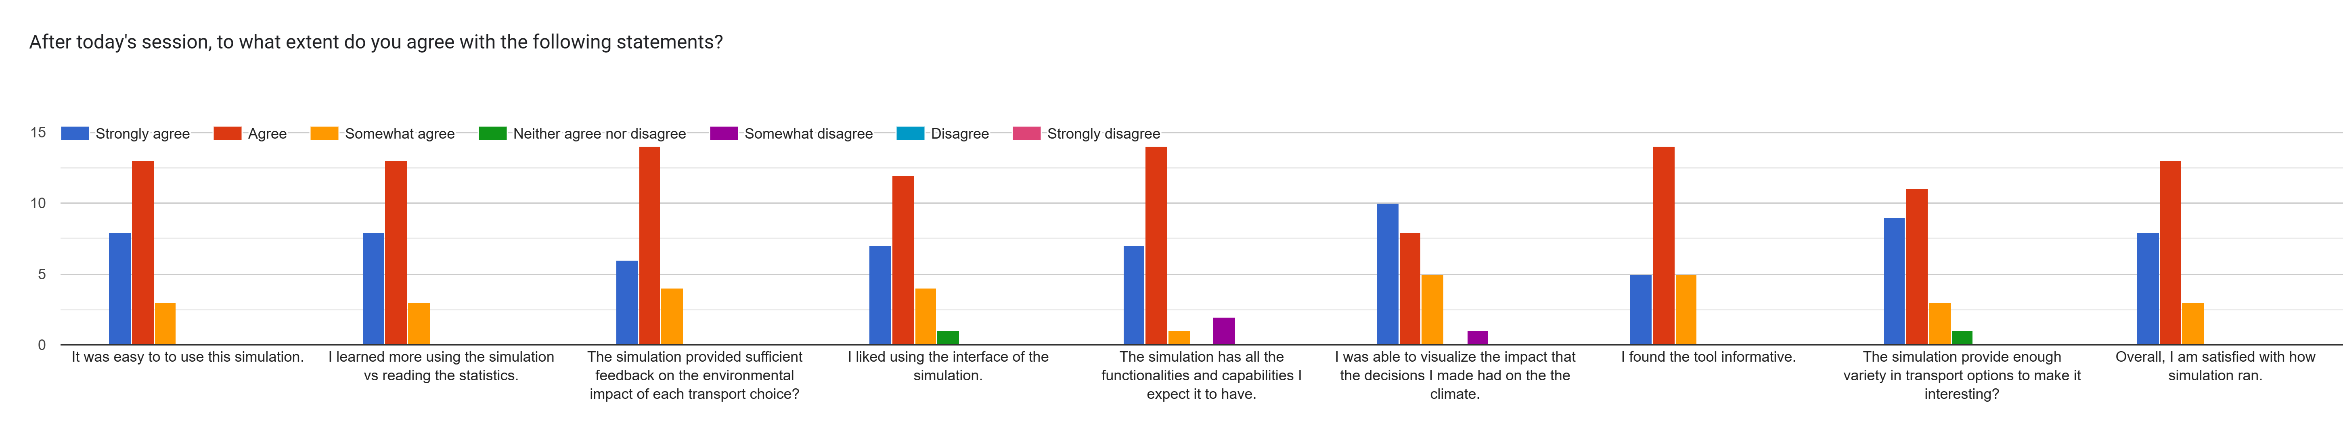 After today's session, to what extent do you agree with the following statements?
15
Strongly agree
Agree
Somewhat agree
Neither agree nor disagree
Somewhat disagree
Disagree
Strongly disagree
10
5
0
It was easy to to use this simulation.
I learned more using the simulation
vs reading the statistics.
The simulation provided sufficient
feedback on the environmental
impact of each transport choice?
I liked using the interface of the
simulation.
The simulation has all the
functionalities and capabilities I
expect it to have.
I was able to visualize the impact that
the decisions I made had on the the
climate.
I found the tool informative.
The simulation provide enough
variety in transport options to make it
interesting?
Overall, I am satisfied with how
simulation ran.